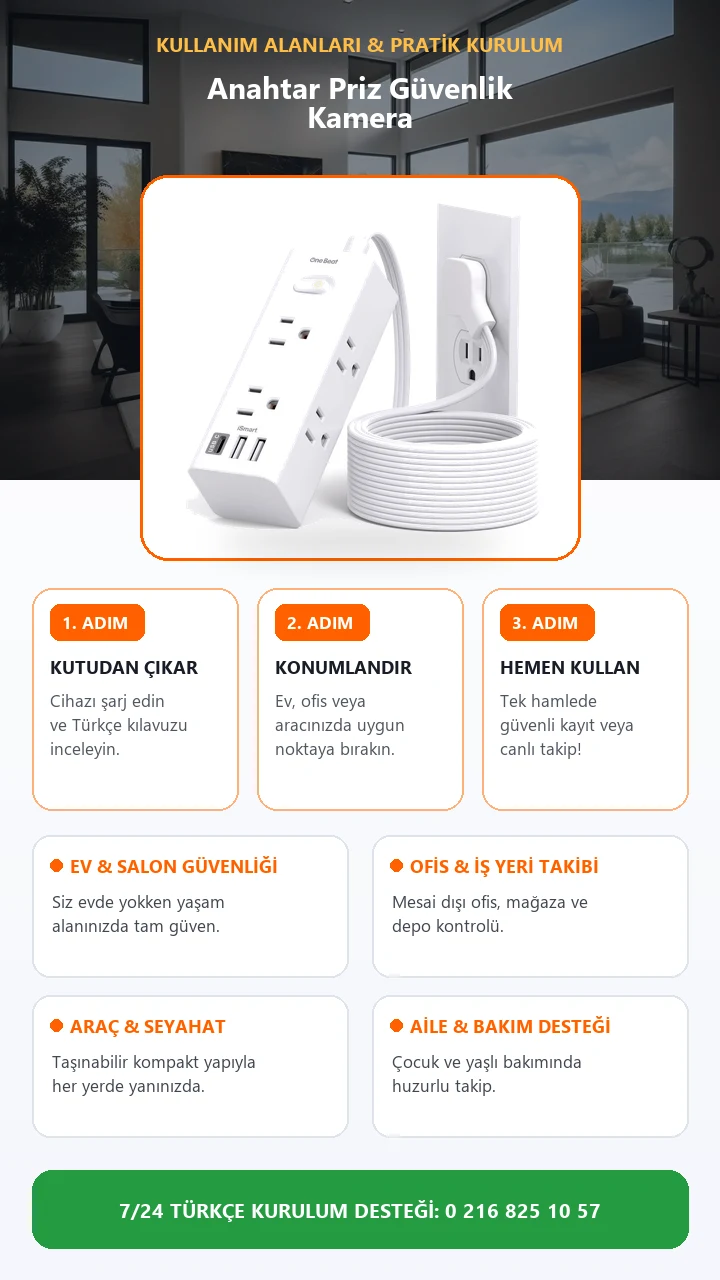 KULLANIM ALANLARI & PRATİK KURULUM
Anahtar Priz Güvenlik
Kamera
OneBeat
iSmart
USB C
1. ADIM
KUTUDAN ÇIKAR
Cihazı şarj edin
ve Türkçe kılavuzu
inceleyin.
2. ADIM
KONUMLANDIR
Ev, ofis veya
aracınızda uygun
noktaya bırakın.
3. ADIM
HEMEN KULLAN
Tek hamlede
güvenli kayıt veya
canlı takip!
EV & SALON GÜVENLİĞİ
Siz evde yokken yaşam
alanınızda tam güven.
OFİS & İŞ YERİ TAKİBİ
Mesai dışı ofis, mağaza ve
depo kontrolü.
ARAÇ & SEYAHAT
Taşınabilir kompakt yapıyla
her yerde yanınızda.
AİLE & BAKIM DESTEĞİ
Çocuk ve yaşlı bakımında
huzurlu takip.
7/24 TÜRKÇE KURULUM DESTEĞİ: 0 216 825 10 57